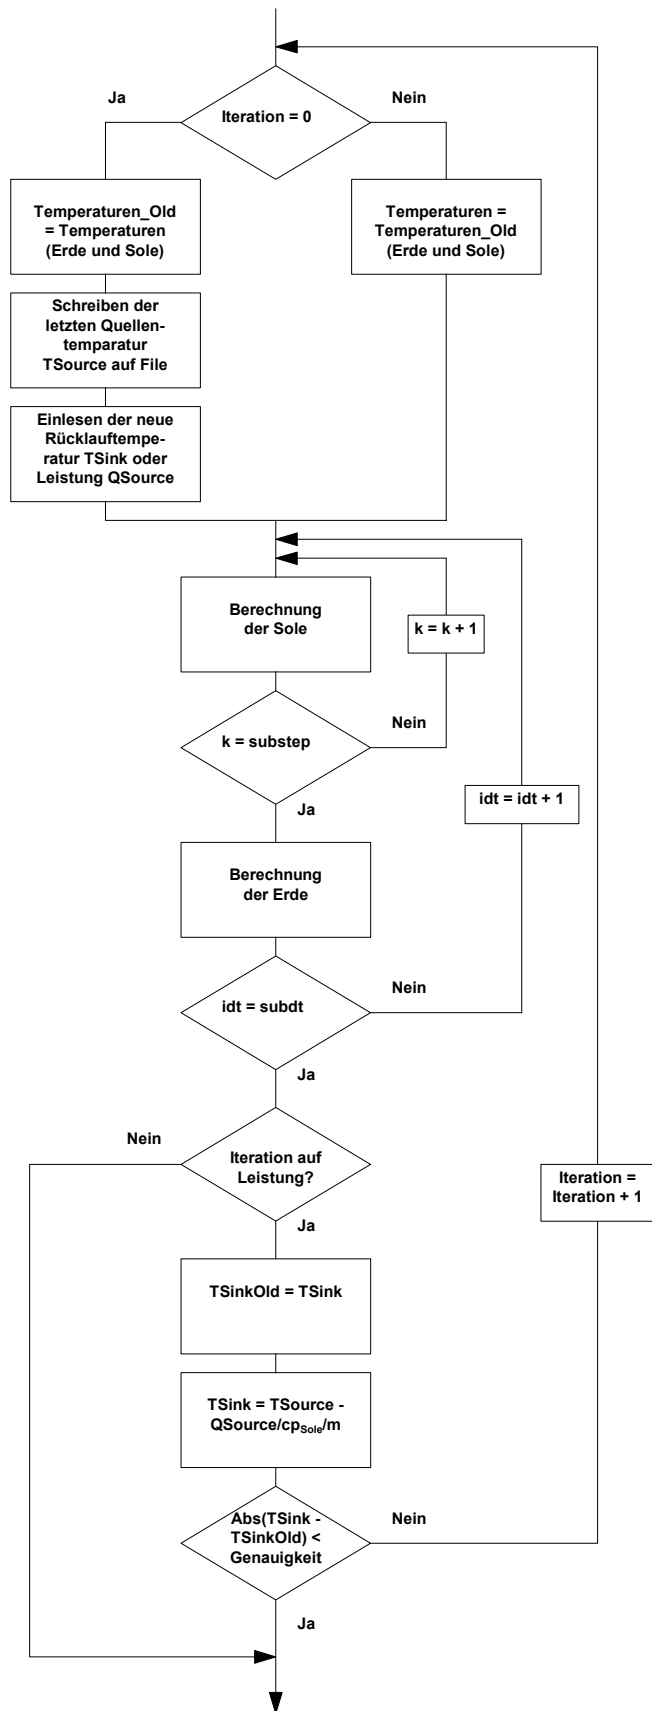 Ja
Nein
Iteration = 0
Temperaturen_Old
= Temperaturen
(Erde und Sole)
Temperaturen =
Temperaturen_Old
(Erde und Sole)
Schreiben der
letzten Quellen-
temparatur
TSource auf File
Einlesen der neue
Rücklauftempe-
ratur TSink oder
Leistung QSource
Berechnung
der Sole
k = k + 1
Nein
k = substep
idt = idt + 1
Ja
Berechnung
der Erde
Nein
idt = subdt
Ja
Nein
Iteration auf
Leistung?
Iteration =
Iteration + 1
Ja
TSinkOld = TSink
TSink = TSource -
QSource/cpSole/m
Abs(TSink -
TSinkOld) <
Genauigkeit
Nein
Ja